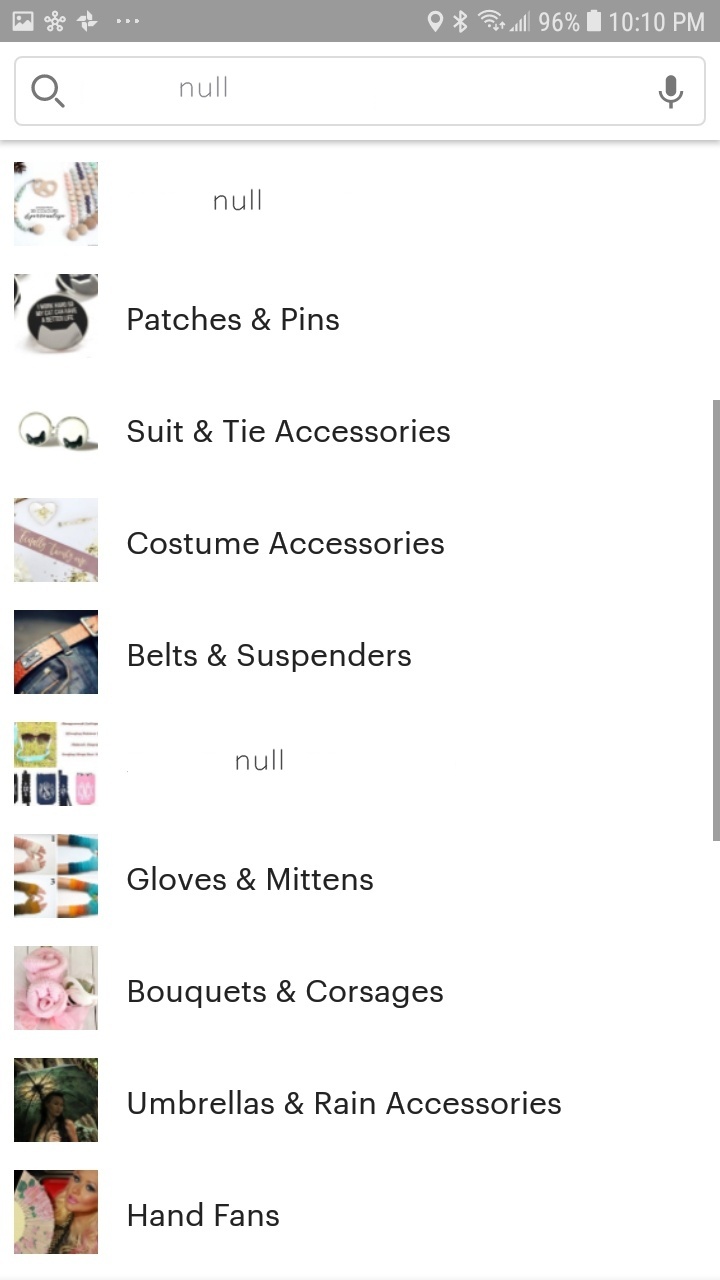 96% 10:10 PM
null
null
Patches & Pins
Suit & Tie Accessories
Costume Accessories
Belts & Suspenders
null
Gloves & Mittens
Bouquets & Corsages
Umbrellas & Rain Accessories
Hand Fans